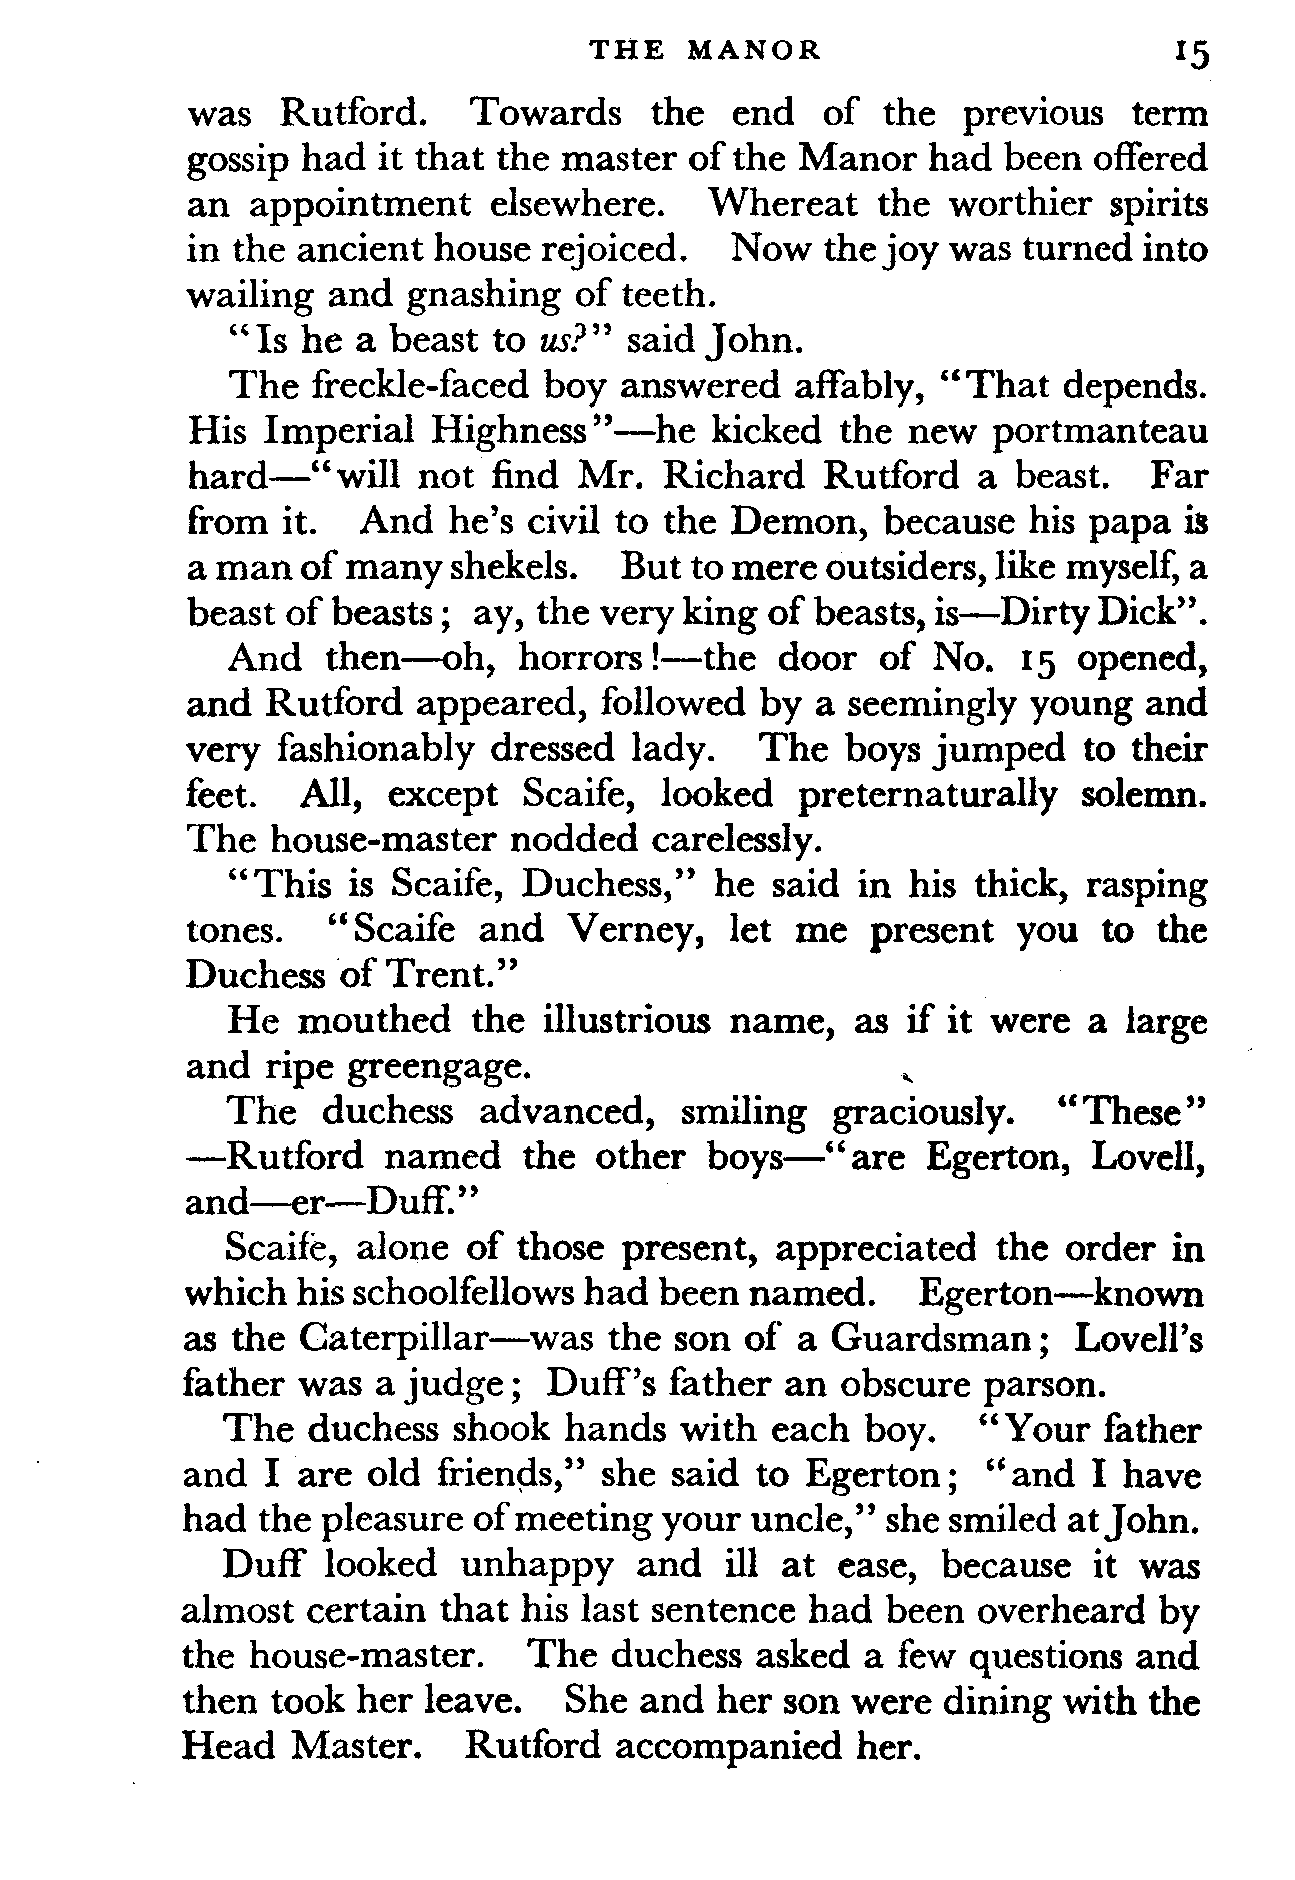 THE MANOR 15
was Rutford. Towards the end of the previous term
gossip had it that the master of the Manor had been offered
an appointment elsewhere. Whereat the worthier spirits
in the ancient house rejoiced. Now the joy was turned into
wailing and gnashing of teeth.
"Is he a beast to us?" said John.
The freckle-faced boy answered affably, "That depends.
His Imperial Highness"—he kicked the new portmanteau
hard—"will not find Mr. Richard Rutford a beast. Far
from it. And he's civil to the Demon, because his papa is
a man of many shekels. But to mere outsiders, like myself, a
beast of beasts; ay, the very king of beasts, is—Dirty Dick".
And then—oh, horrors!—the door of No. 15 opened,
and Rutford appeared, followed by a seemingly young and
very fashionably dressed lady. The boys jumped to their
feet. All, except Scaife, looked preternaturally solemn.
The house-master nodded carelessly.
"This is Scaife, Duchess," he said in his thick, rasping
tones. "Scaife and Verney, let me present you to the
Duchess of Trent."
He mouthed the illustrious name, as if it were a large
and ripe greengage.
The duchess advanced, smiling graciously. "These"
—Rutford named the other boys—"are Egerton, Lovell,
and—er—Duff."
Scaife, alone of those present, appreciated the order in
which his schoolfellows had been named. Egerton—known
as the Caterpillar—was the son of a Guardsman; Lovell's
father was a judge; Duff's father an obscure parson.
The duchess shook hands with each boy. "Your father
and I are old friends," she said to Egerton; "and I have
had the pleasure of meeting your uncle," she smiled at John.
Duff looked unhappy and ill at ease, because it was
almost certain that his last sentence had been overheard by
the house-master. The duchess asked a few questions and
then took her leave. She and her son were dining with the
Head Master. Rutford accompanied her.